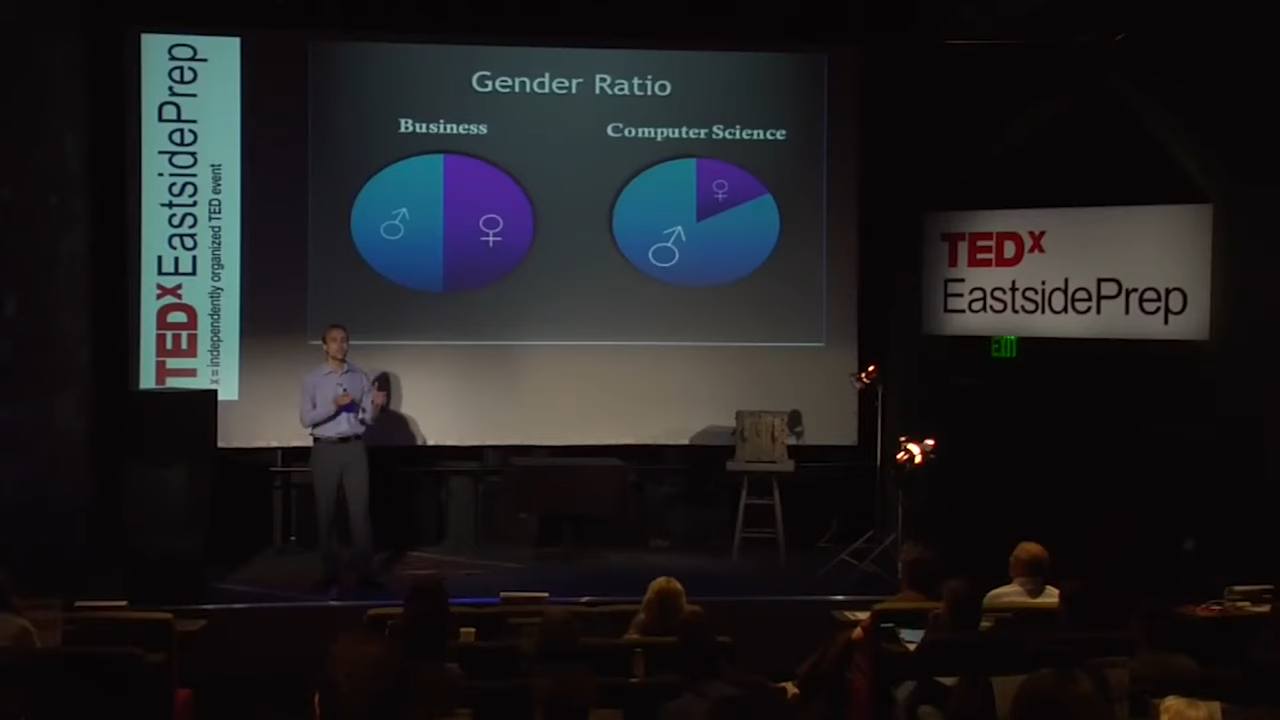 TEDx EastsidePrep
x = independently organized TED event
Gender Ratio
Business
Computer Science
♂
♀
♀
♂
TEDx
EastsidePrep
EXIT